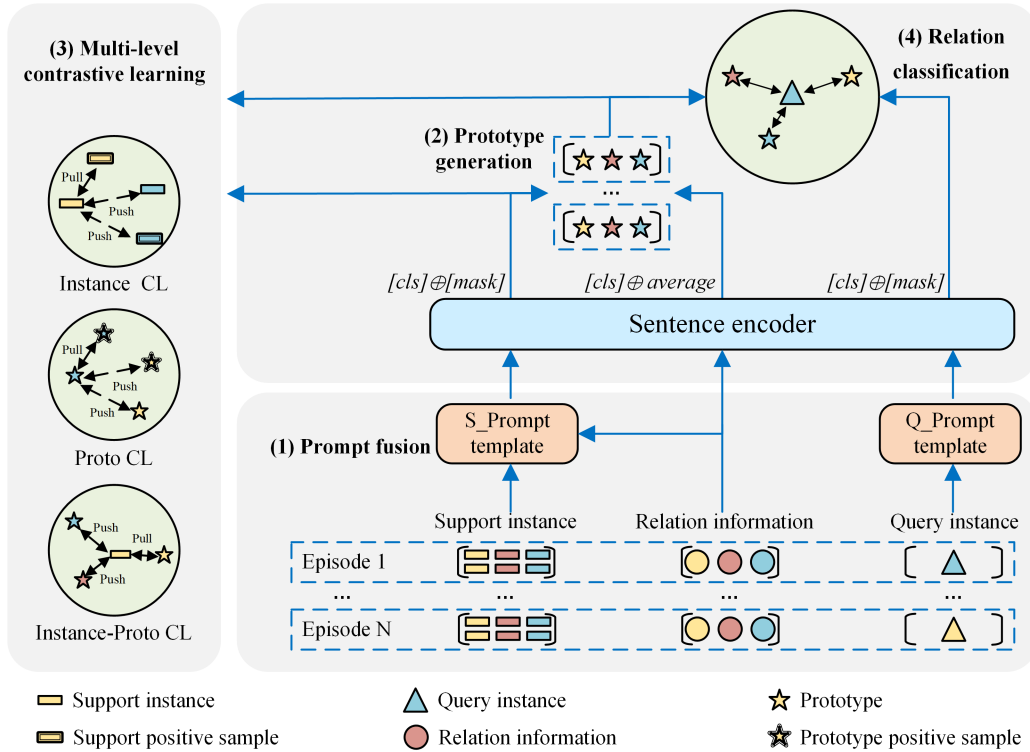 (3) Multi-level
contrastive learning
Pull
Push
Push
Instance CL
Pull
Push
Push
Proto CL
Push
Pull
Push
Instance-Proto CL
(4) Relation
classification
(2) Prototype
generation
...
[cls]⊕[mask]
[cls]⊕average
[cls]⊕[mask]
Sentence encoder
(1) Prompt fusion
S_Prompt
template
Q_Prompt
template
Support instance
Relation information
Query instance
Episode 1
... ... ... ...
Episode N
Support instance
Query instance
Prototype
Support positive sample
Relation information
Prototype positive sample